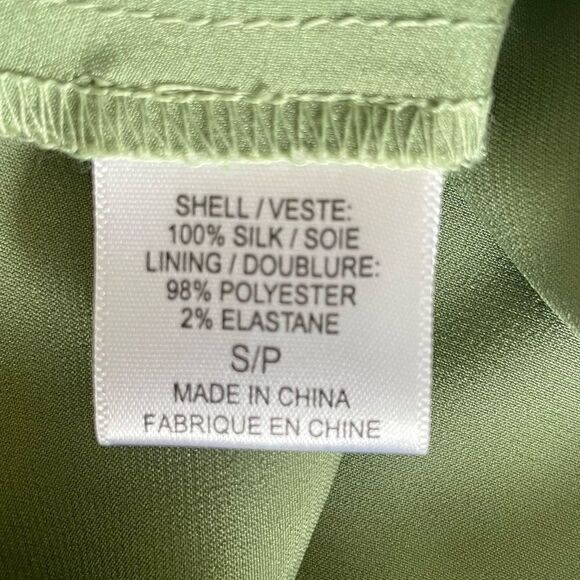 SHELL / VESTE:
100% SILK / SOIE
LINING / DOUBLURE:
98% POLYESTER
2% ELASTANE
S/P
MADE IN CHINA
FABRIQUE EN CHINE